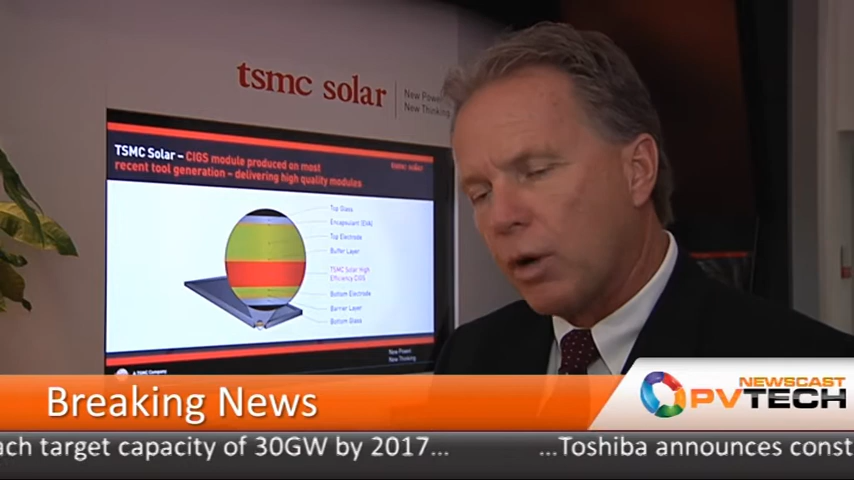 tsmc solar
New Power
New Thinking
TSMC Solar – CIGS module produced on most
recent tool generation – delivering high quality modules
tsmc solar
Top Glass
Encapsulant (EVA)
Top Electrode
Buffer Layer
TSMC Solar High
Efficiency CIGS
Bottom Electrode
Barrier Layer
Bottom Glass
New Power
New Thinking
A TSMC Company
Breaking News
NEWSCAST
PVTECH
ach target capacity of 30GW by 2017... ...Toshiba announces const